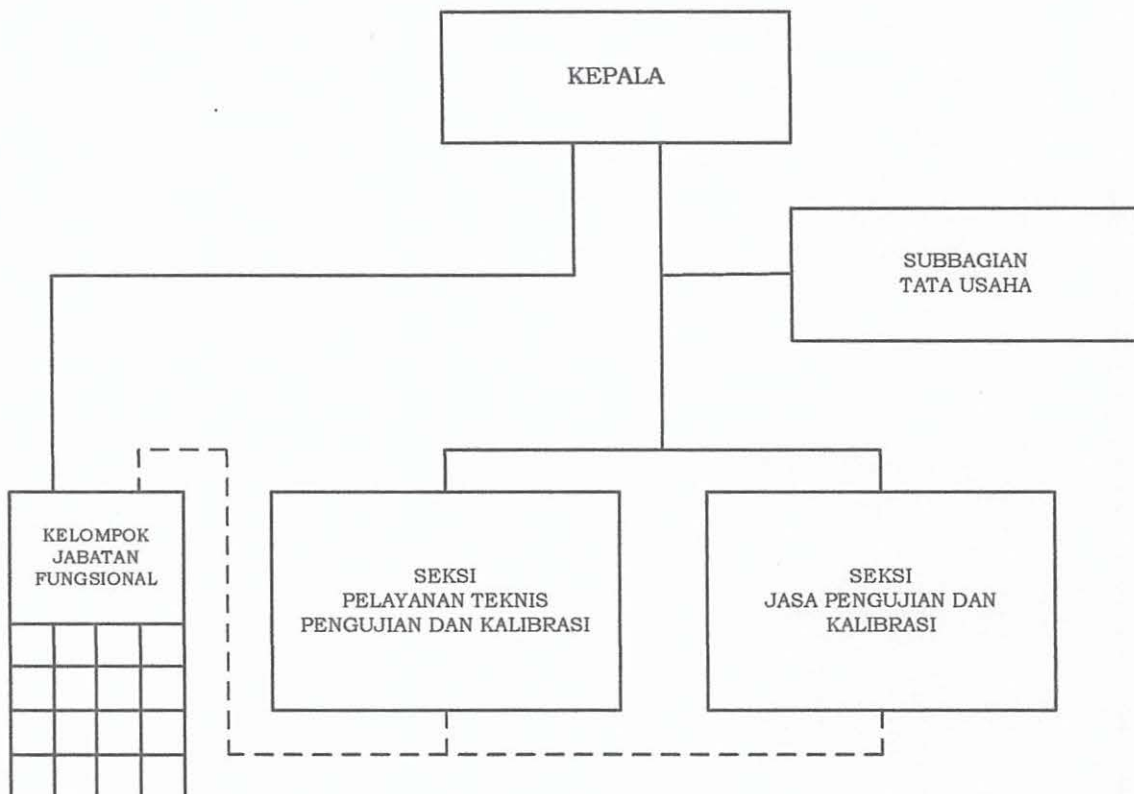 KEPALA
SUBBAGIAN
TATA USAHA
KELOMPOK
JABATAN
FUNGSIONAL
SEKSI
PELAYANAN TEKNIS
PENGUJIAN DAN KALIBRASI
SEKSI
JASA PENGUJIAN DAN
KALIBRASI